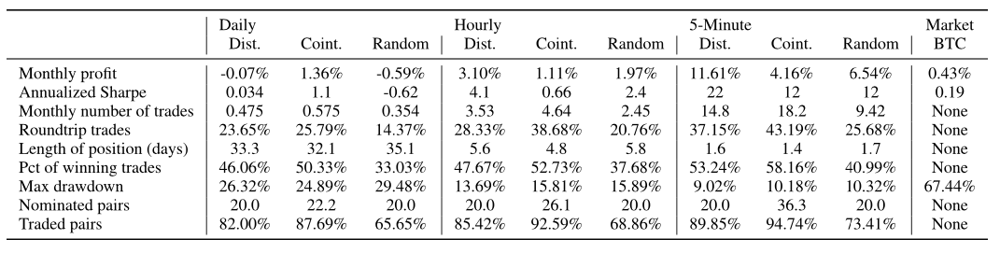 Daily Hourly 5-Minute Market
Dist. Coint. Random Dist. Coint. Random Dist. Coint. Random BTC
Monthly profit -0.07% 1.36% -0.59% 3.10% 1.11% 1.97% 11.61% 4.16% 6.54% 0.43%
Annualized Sharpe 0.034 1.1 -0.62 4.1 0.66 2.4 22 12 12 0.19
Monthly number of trades 0.475 0.575 0.354 3.53 4.64 2.45 14.8 18.2 9.42 None
Roundtrip trades 23.65% 25.79% 14.37% 28.33% 38.68% 20.76% 37.15% 43.19% 25.68% None
Length of position (days) 33.3 32.1 35.1 5.6 4.8 5.8 1.6 1.4 1.7 None
Pct of winning trades 46.06% 50.33% 33.03% 47.67% 52.73% 37.68% 53.24% 58.16% 40.99% None
Max drawdown 26.32% 24.89% 29.48% 13.69% 15.81% 15.89% 9.02% 10.18% 10.32% 67.44%
Nominated pairs 20.0 22.2 20.0 20.0 26.1 20.0 20.0 36.3 20.0 None
Traded pairs 82.00% 87.69% 65.65% 85.42% 92.59% 68.86% 89.85% 94.74% 73.41% None